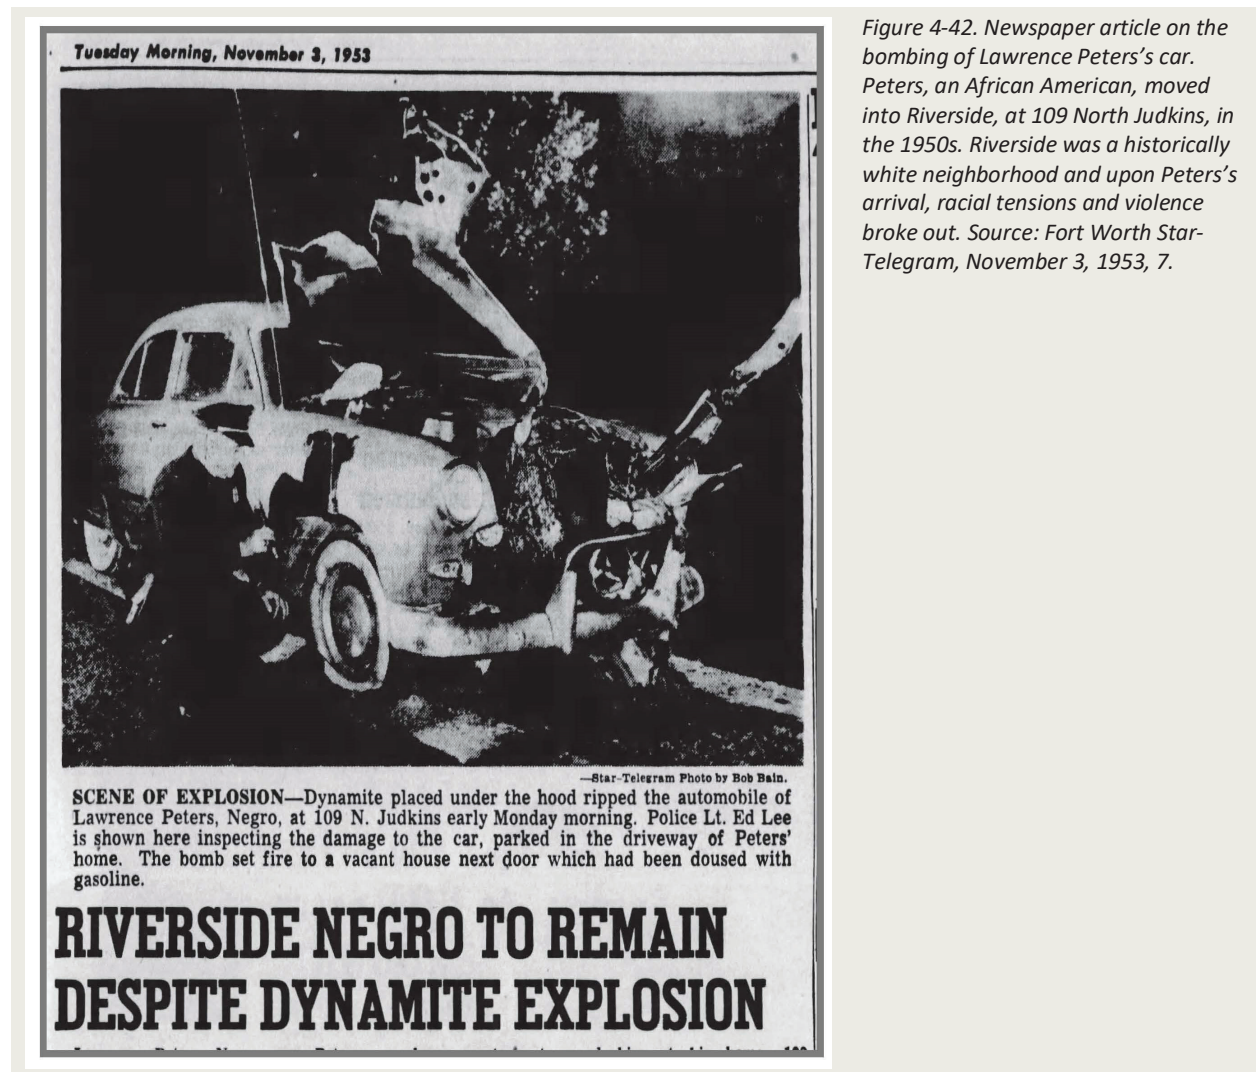 Tuesday Morning, November 3, 1953
—Star-Telegram Photo by Bob Bain.
SCENE OF EXPLOSION—Dynamite placed under the hood ripped the automobile of
Lawrence Peters, Negro, at 109 N. Judkins early Monday morning. Police Lt. Ed Lee
is shown here inspecting the damage to the car, parked in the driveway of Peters'
home. The bomb set fire to a vacant house next door which had been doused with
gasoline.
RIVERSIDE NEGRO TO REMAIN
DESPITE DYNAMITE EXPLOSION
Figure 4-42. Newspaper article on the
bombing of Lawrence Peters's car.
Peters, an African American, moved
into Riverside, at 109 North Judkins, in
the 1950s. Riverside was a historically
white neighborhood and upon Peters's
arrival, racial tensions and violence
broke out. Source: Fort Worth Star-
Telegram, November 3, 1953, 7.